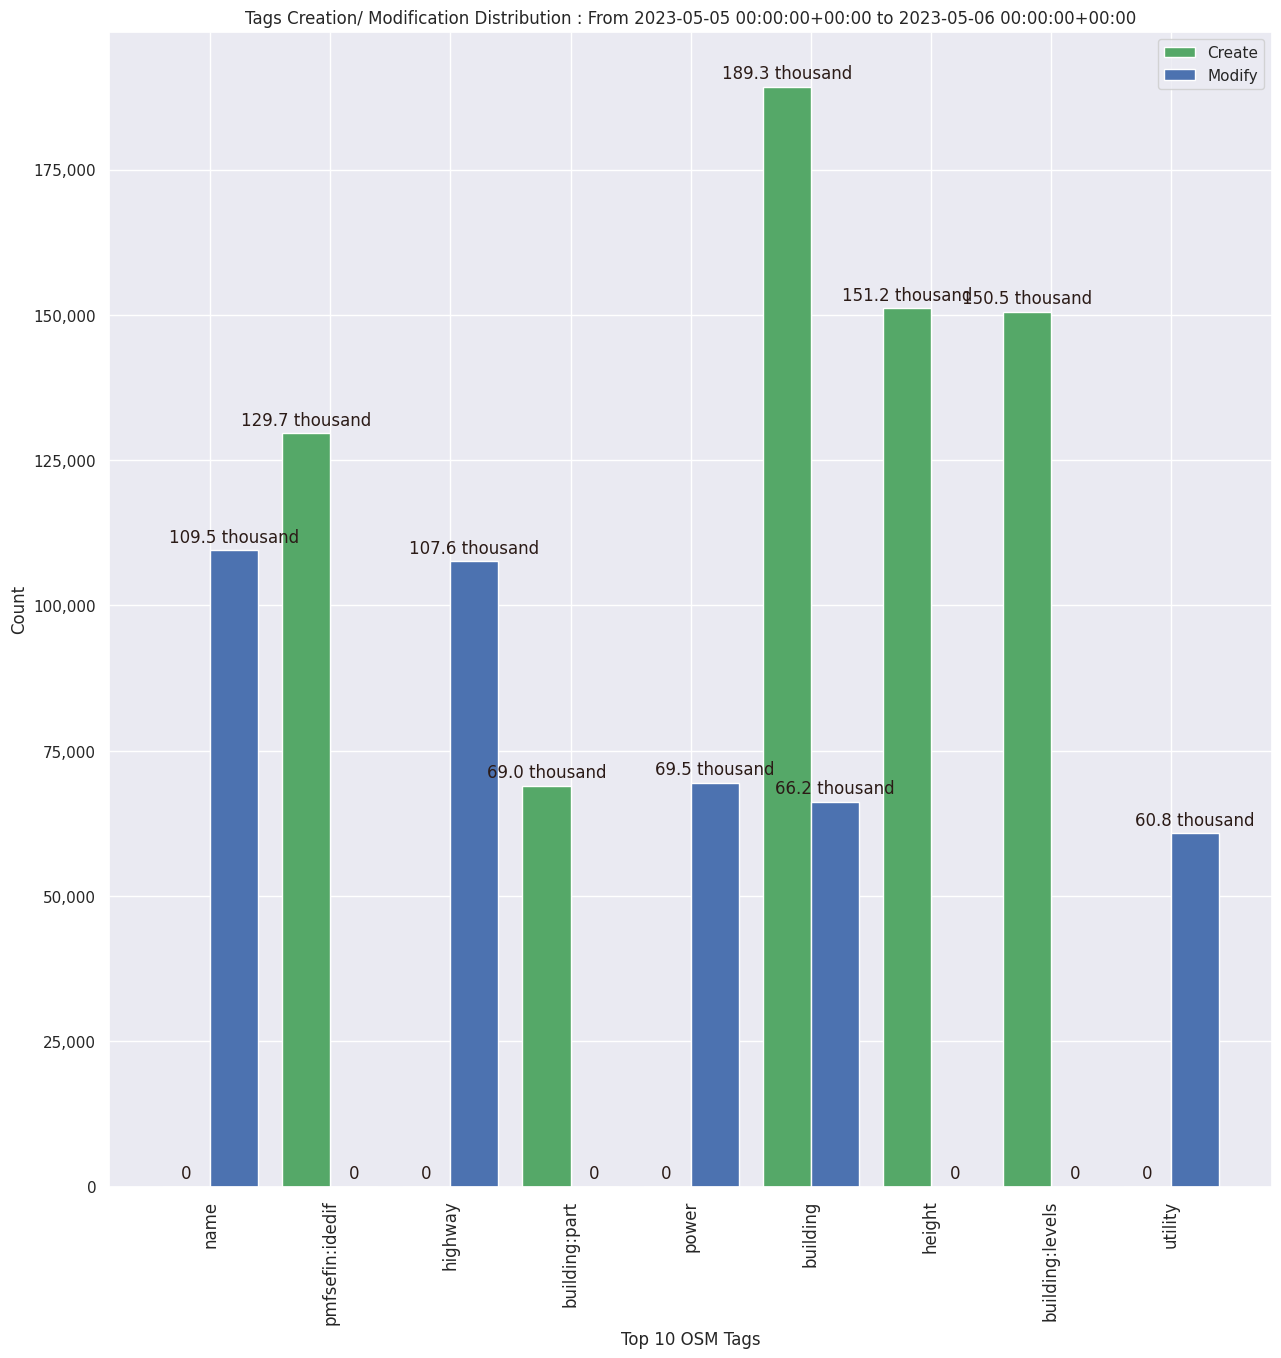 Tags Creation/ Modification Distribution : From 2023-05-05 00:00:00+00:00 to 2023-05-06 00:00:00+00:00
Create
Modify
189.3 thousand
175,000
151.2 thousand
150.5 thousand
150,000
129.7 thousand
125,000
109.5 thousand
107.6 thousand
100,000
Count
75,000
69.0 thousand
69.5 thousand
66.2 thousand
60.8 thousand
50,000
25,000
0
0
0
0
0
0
0
0
0
name
pmfsefin:idedif
highway
building:part
power
building
height
building:levels
utility
Top 10 OSM Tags